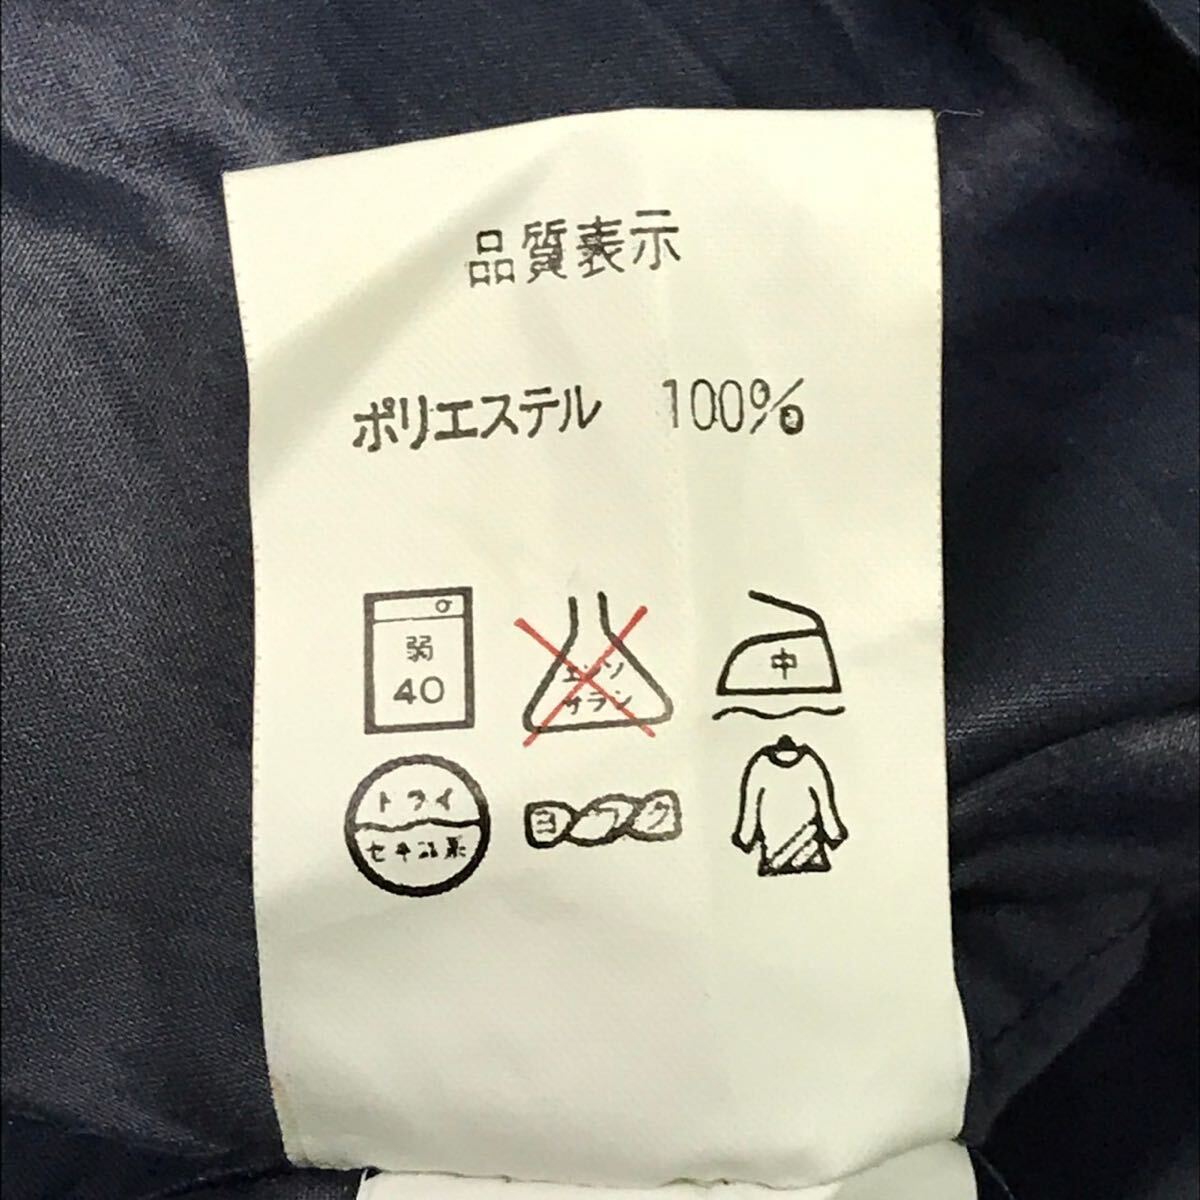 品質表示
ポリエステル 100%
弱
40
エンソ
サラシ
中
ドライ
セキユ系
ヨワク